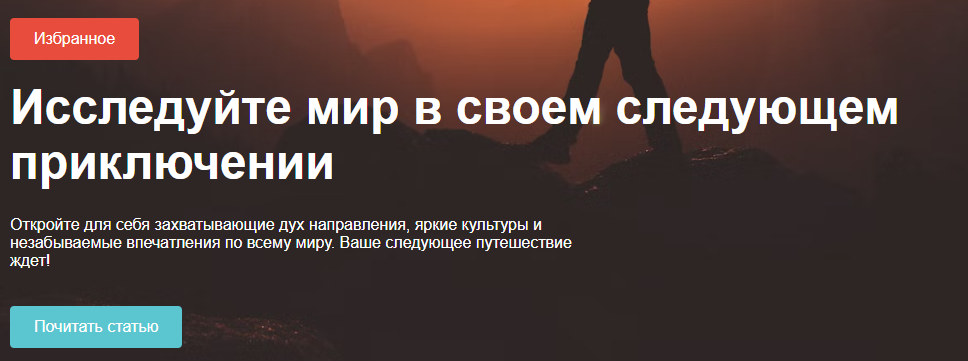 Избранное
Исследуйте мир в своем следующем
приключении
Откройте для себя захватывающие дух направления, яркие культуры и
незабываемые впечатления по всему миру. Ваше следующее путешествие
ждет!
Почитать статью